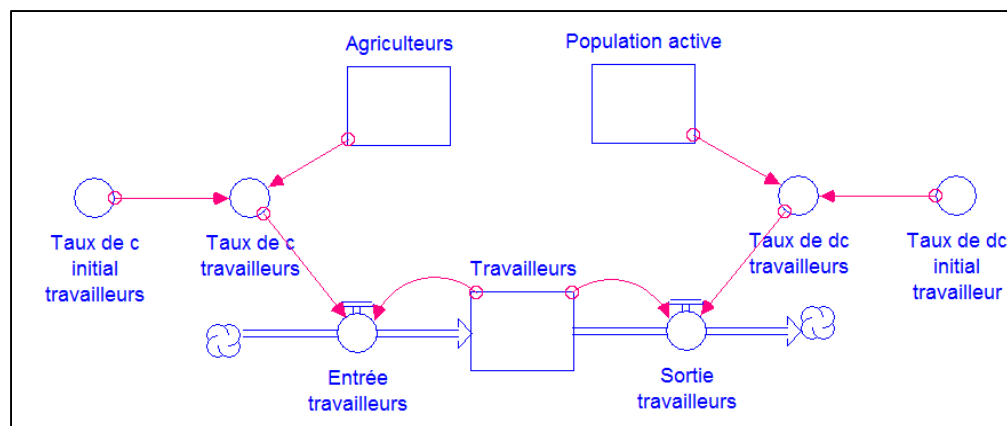 Agriculteurs
Population active
Taux de c
initial
travailleurs
Taux de c
travailleurs
Travailleurs
Taux de dc
travailleurs
Taux de dc
initial
travailleur
Entrée
travailleurs
Sortie
travailleurs